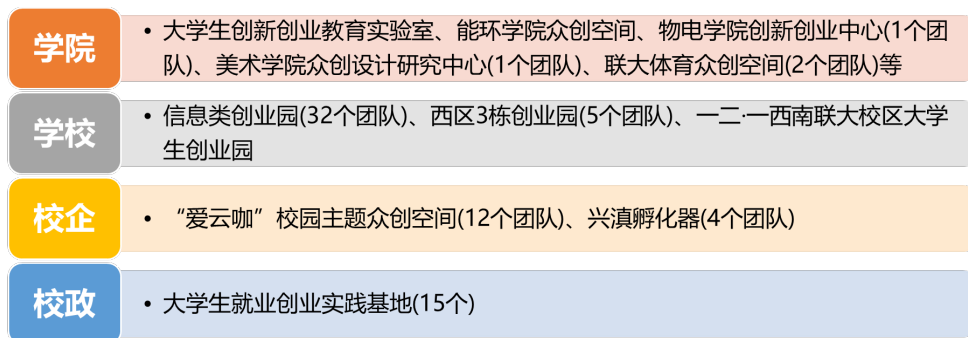 学院
• 大学生创新创业教育实验室、能环学院众创空间、物电学院创新创业中心(1个团
队)、美术学院众创设计研究中心(1个团队)、联大体育众创空间(2个团队)等
学校
• 信息类创业园(32个团队)、西区3栋创业园(5个团队)、一二·一西南联大校区大学
生创业园
校企
• “爱云咖”校园主题众创空间(12个团队)、兴滇孵化器(4个团队)
校政
• 大学生就业创业实践基地(15个)